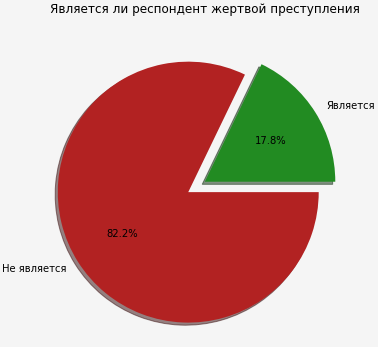 Является ли респондент жертвой преступления
Является
17.8%
82.2%
Не является